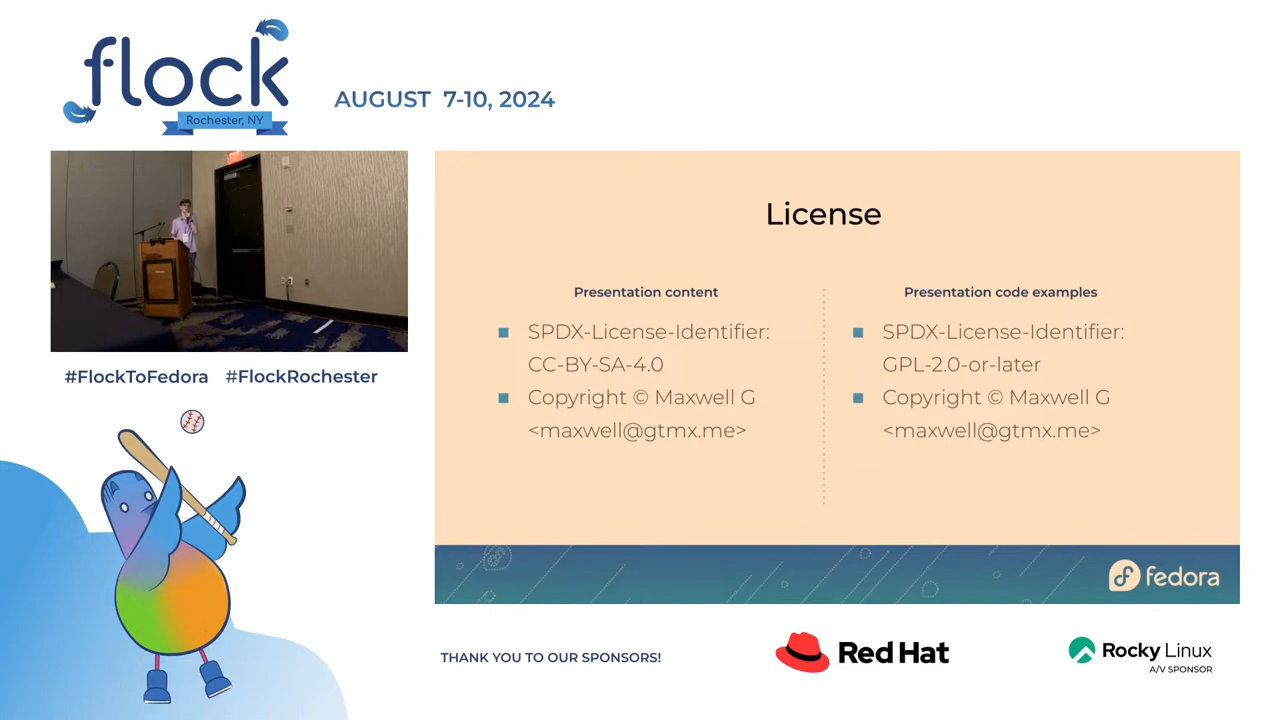 flock
Rochester, NY
AUGUST 7-10, 2024
#FlockToFedora #FlockRochester
License
Presentation content
SPDX-License-Identifier:
CC-BY-SA-4.0
Copyright © Maxwell G
<maxwell@gtmx.me>
Presentation code examples
SPDX-License-Identifier:
GPL-2.0-or-later
Copyright © Maxwell G
<maxwell@gtmx.me>
fedora
THANK YOU TO OUR SPONSORS!
Red Hat
Rocky Linux
A/V SPONSOR